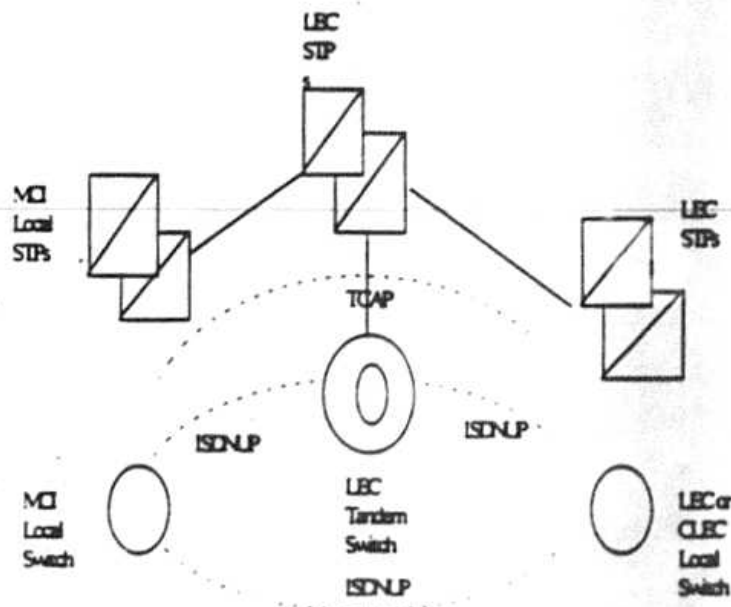 LEC
STP
s
MCI
Local
STPs
LEC
STPs
TCAP
ISDNUP
ISDNUP
MCI
Local
Switch
LEC
Tandem
Switch
LEC or
CLEC
Local
Switch
ISDNUP